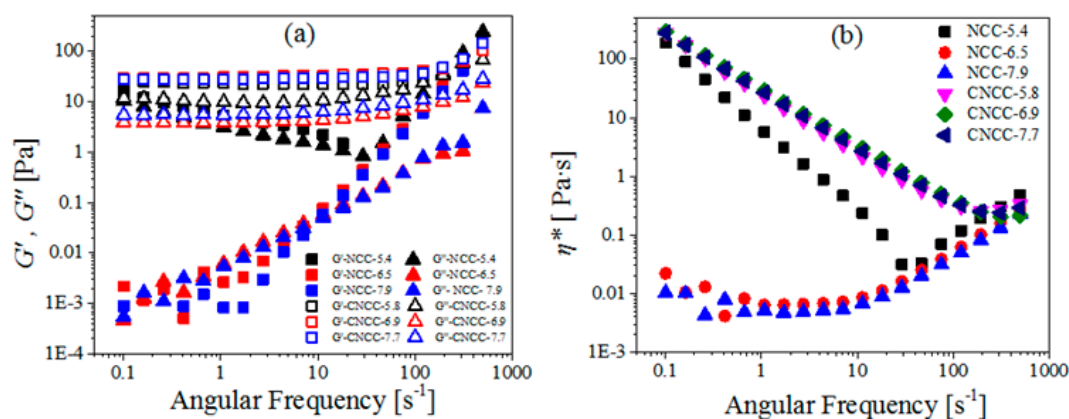 (a)
G', G'' [Pa]
100
10
1
0.1
0.01
1E-3
1E-4
G'-NCC-5.4 G''-NCC-5.4
G'-NCC-6.5 G''-NCC-6.5
G'-NCC-7.9 G''- NCC- 7.9
G'-CNCC-5.8 G''-CNCC-5.8
G'-CNCC-6.9 G''-CNCC-6.9
G'-CNCC-7.7 G''-CNCC-7.7
0.1 1 10 100 1000
Angular Frequency [s⁻¹]
(b)
η* [ Pa·s]
100
10
1
0.1
0.01
1E-3
NCC-5.4
NCC-6.5
NCC-7.9
CNCC-5.8
CNCC-6.9
CNCC-7.7
0.1 1 10 100 1000
Angular Frequency [s⁻¹]